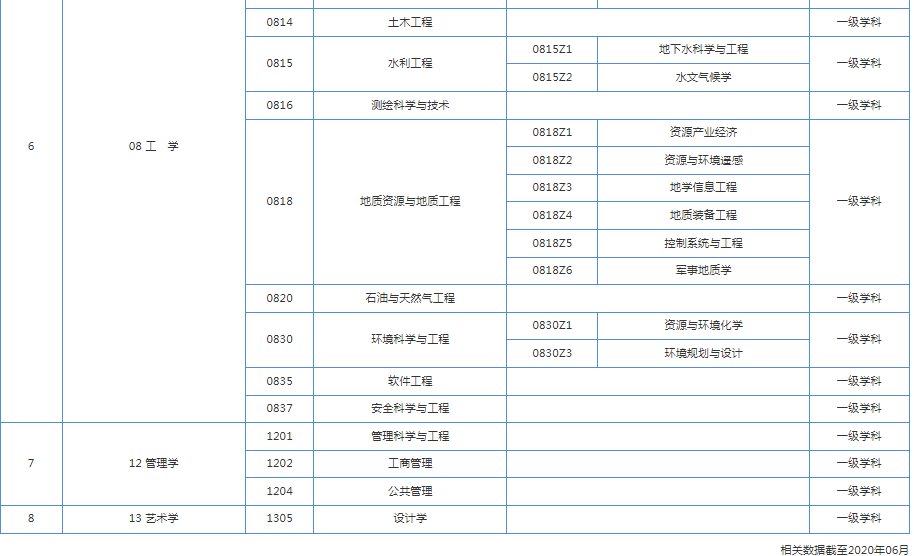 0814 土木工程 一级学科
0815 水利工程 0815Z1 地下水科学与工程 一级学科
0815Z2 水文气候学
0816 测绘科学与技术 一级学科
6 08 工 学 0818 地质资源与地质工程 0818Z1 资源产业经济 一级学科
0818Z2 资源与环境遥感
0818Z3 地学信息工程
0818Z4 地质装备工程
0818Z5 控制系统与工程
0818Z6 军事地质学
0820 石油与天然气工程 一级学科
0830 环境科学与工程 0830Z1 资源与环境化学 一级学科
0830Z3 环境规划与设计
0835 软件工程 一级学科
0837 安全科学与工程 一级学科
7 12 管理学 1201 管理科学与工程 一级学科
1202 工商管理 一级学科
1204 公共管理 一级学科
8 13 艺术学 1305 设计学 一级学科
相关数据截至2020年06月